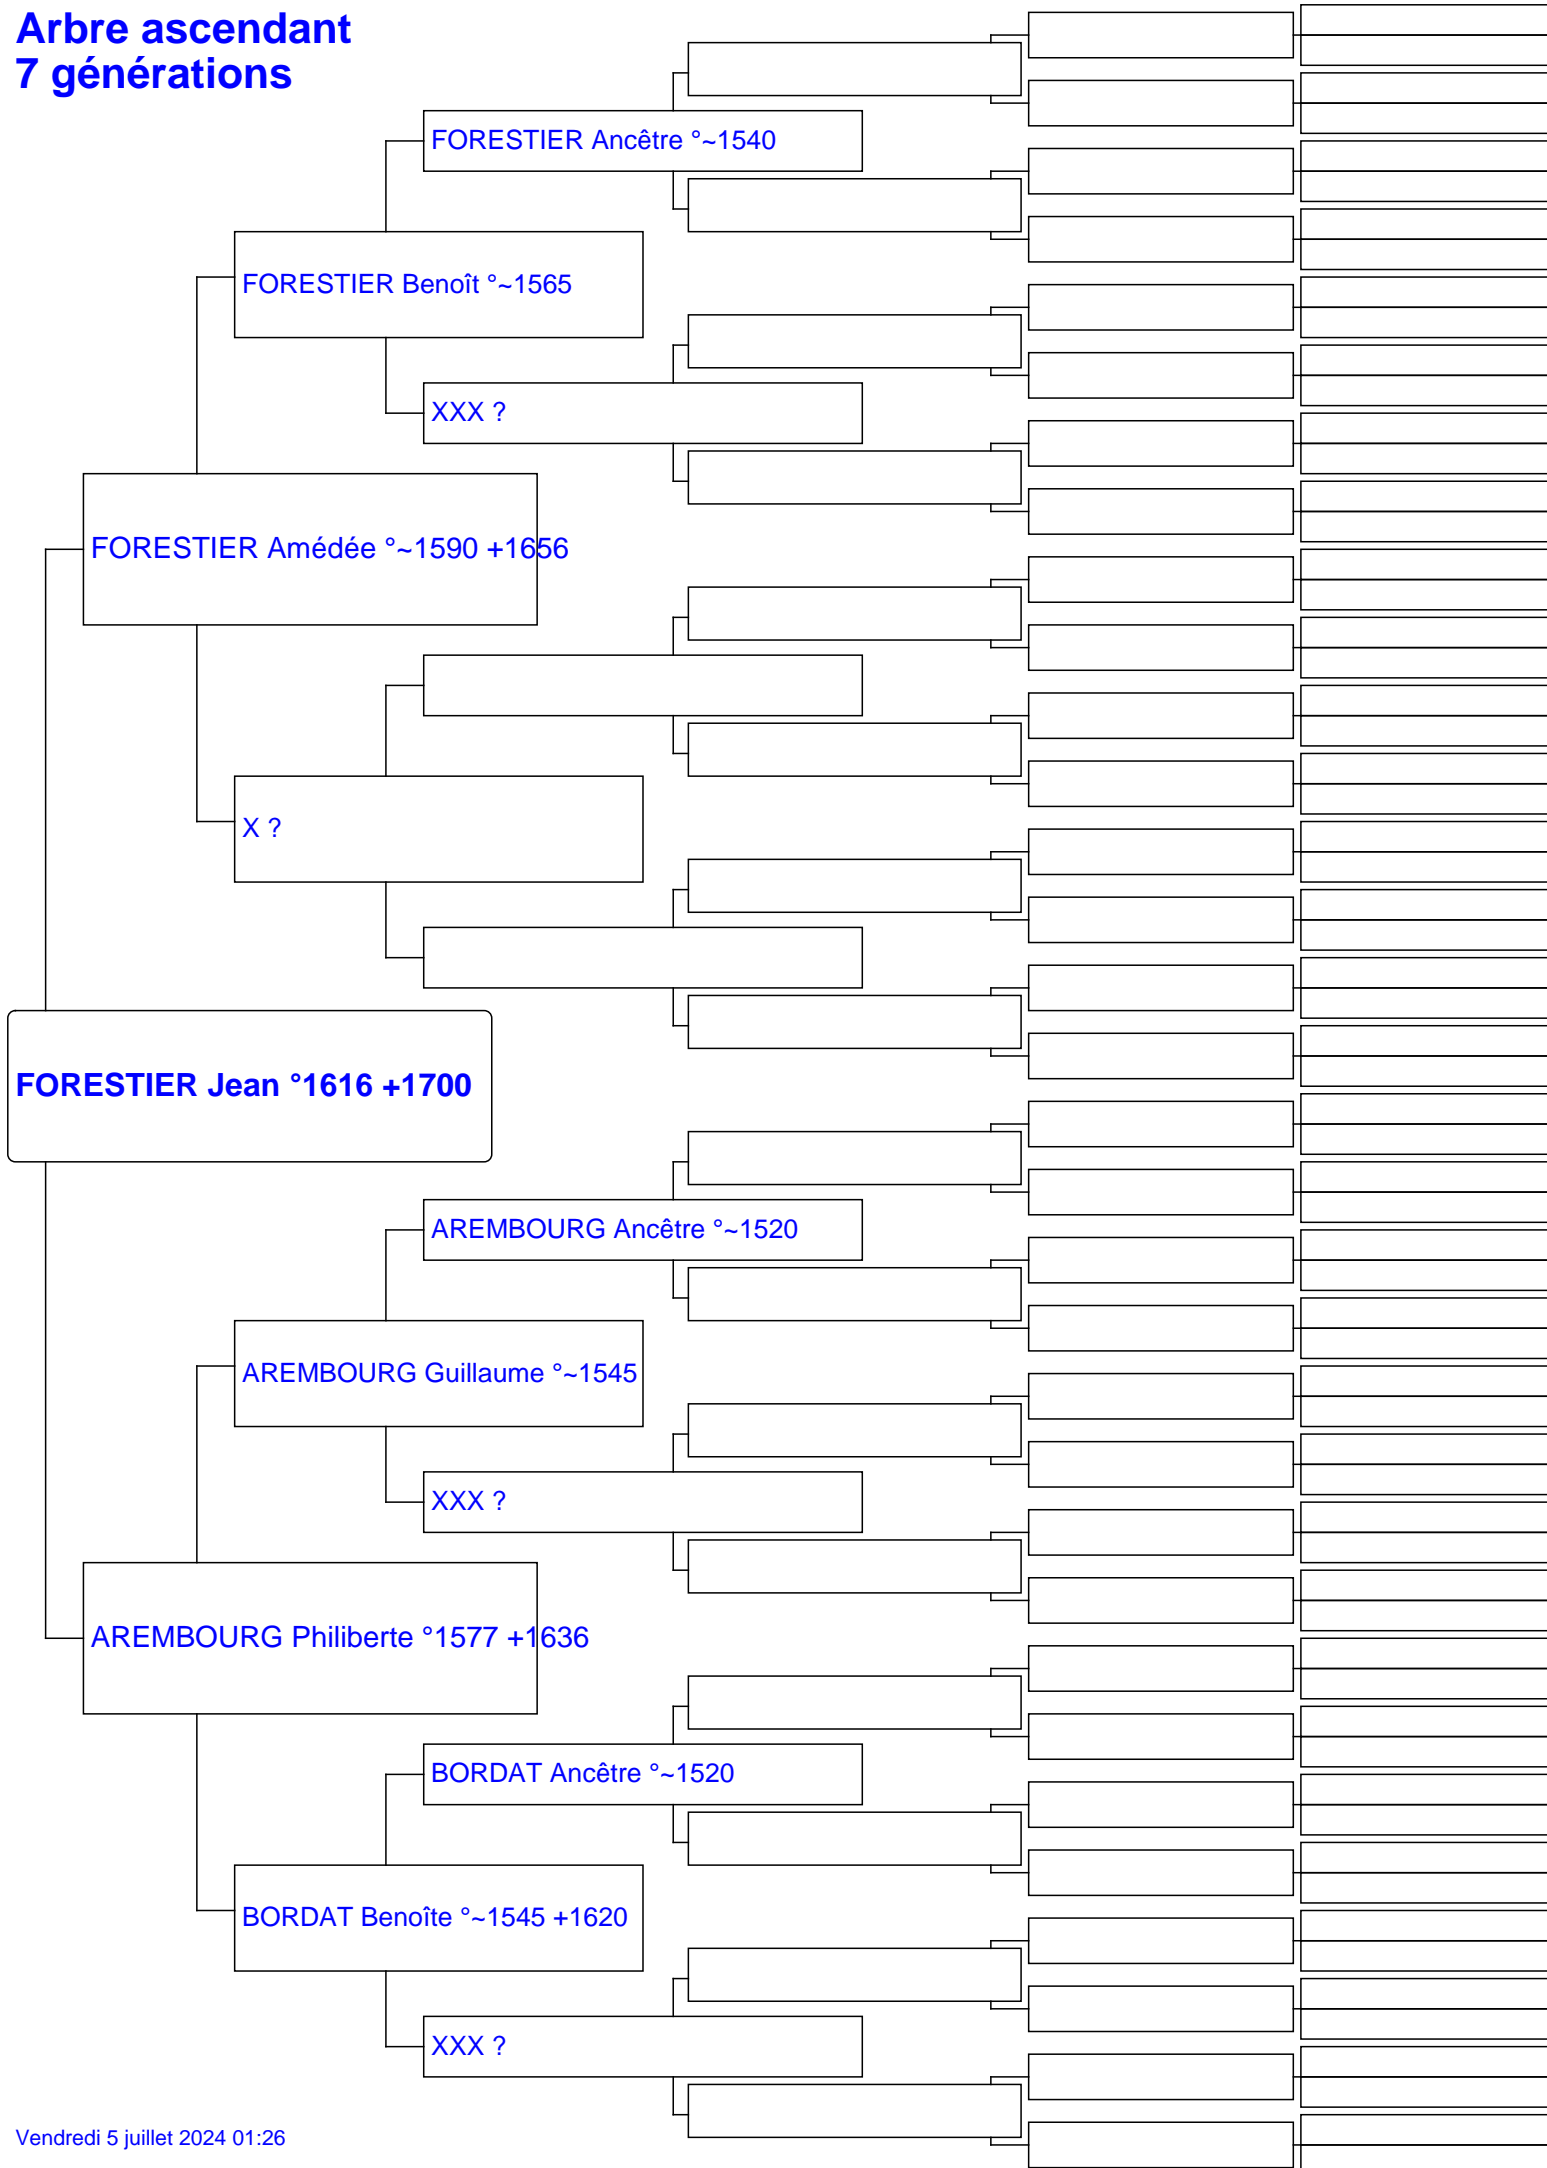 Arbre ascendant
7 générations
FORESTIER Ancêtre °~1540
FORESTIER Benoît °~1565
XXX ?
FORESTIER Amédée °~1590 +1656
X ?
FORESTIER Jean °1616 +1700
AREMBOURG Ancêtre °~1520
AREMBOURG Guillaume °~1545
XXX ?
AREMBOURG Philiberte °1577 +1636
BORDAT Ancêtre °~1520
BORDAT Benoîte °~1545 +1620
XXX ?
Vendredi 5 juillet 2024 01:26